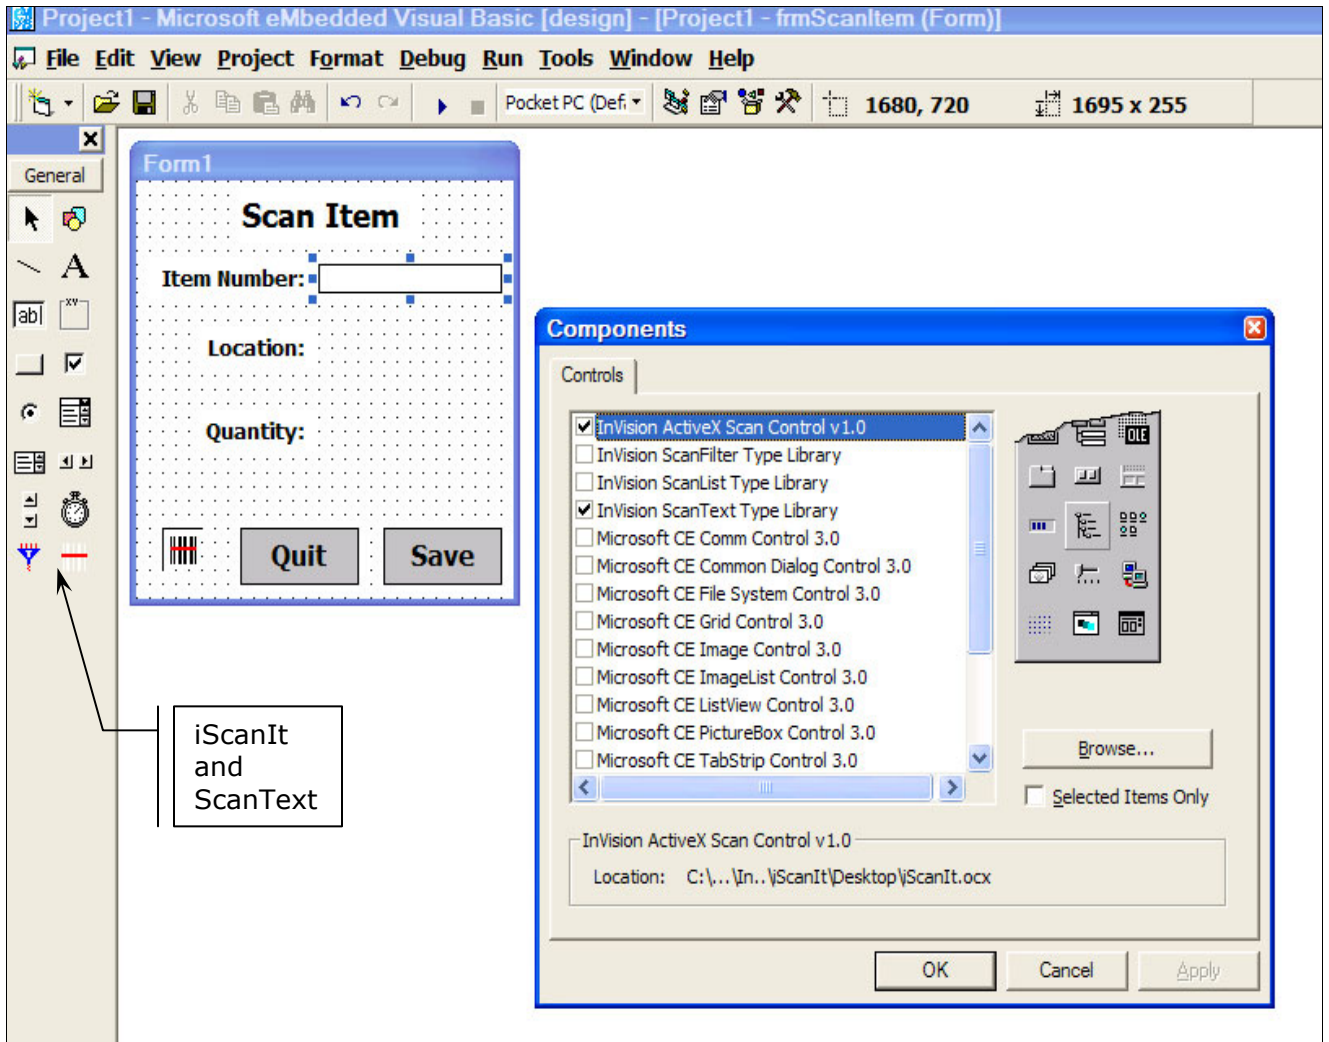 Project1 - Microsoft eMbedded Visual Basic [design] - [Project1 - frmScanItem (Form)]
File Edit View Project Format Debug Run Tools Window Help
Pocket PC (Def 1680, 720 1695 x 255
General
A
ab|
xy
Form1
Scan Item
Item Number:
Location:
Quantity:
Quit Save
iScanIt
and
ScanText
Components
Controls
InVision ActiveX Scan Control v1.0
InVision ScanFilter Type Library
InVision ScanList Type Library
InVision ScanText Type Library
Microsoft CE Comm Control 3.0
Microsoft CE Common Dialog Control 3.0
Microsoft CE File System Control 3.0
Microsoft CE Grid Control 3.0
Microsoft CE Image Control 3.0
Microsoft CE ImageList Control 3.0
Microsoft CE ListView Control 3.0
Microsoft CE PictureBox Control 3.0
Microsoft CE TabStrip Control 3.0
OLE
Browse...
Selected Items Only
InVision ActiveX Scan Control v1.0
Location: C:\...\In..\iScanIt\Desktop\iScanIt.ocx
OK Cancel Apply